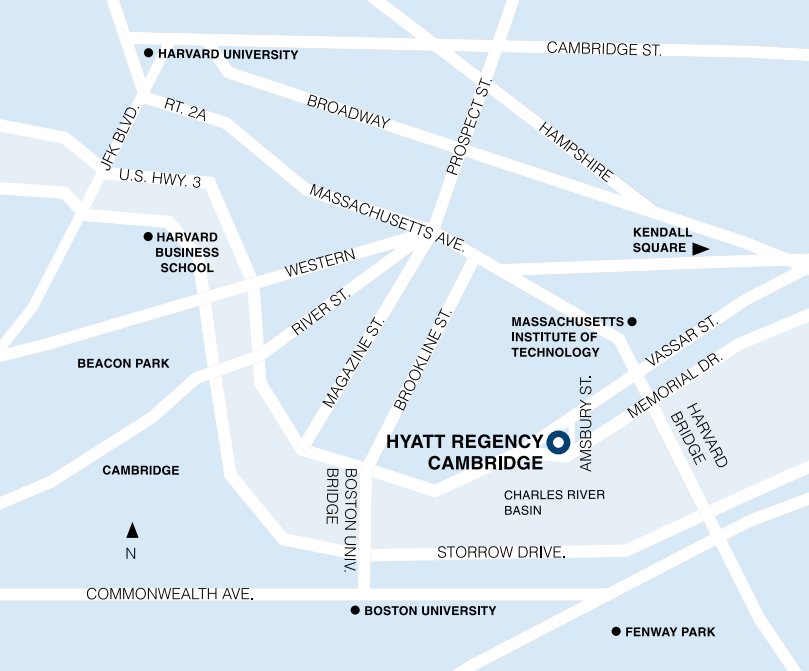 CAMBRIDGE ST.
HARVARD UNIVERSITY
BROADWAY
RT. 2A
PROSPECT ST.
HAMPSHIRE
JFK BLVD.
U.S. HWY. 3
MASSACHUSETTS AVE.
KENDALL
SQUARE
HARVARD
BUSINESS
SCHOOL
WESTERN
RIVER ST.
MASSACHUSETTS
INSTITUTE OF
TECHNOLOGY
VASSAR ST.
MEMORIAL DR.
MAGAZINE ST.
BROOKLINE ST.
BEACON PARK
AMSBURY ST.
HARVARD
BRIDGE
HYATT REGENCY
CAMBRIDGE
CAMBRIDGE
CHARLES RIVER
BASIN
BOSTON UNIV.
BRIDGE
N
STORROW DRIVE.
COMMONWEALTH AVE.
BOSTON UNIVERSITY
FENWAY PARK